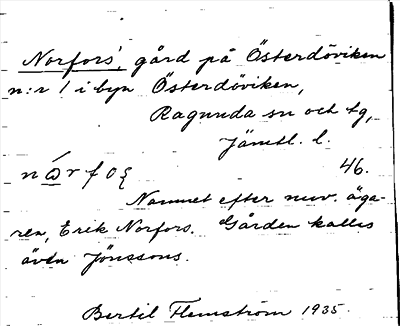 Norfors', gård på Österdöviken
n:r 1 i byn Österdöviken,
Ragunda sn och tg,
Jämtl. l.
46.
Namnet efter nuv. äga-
ren, Erik Norfors. Gården kallas
även Jönssons.
Bertil Flemström 1935.